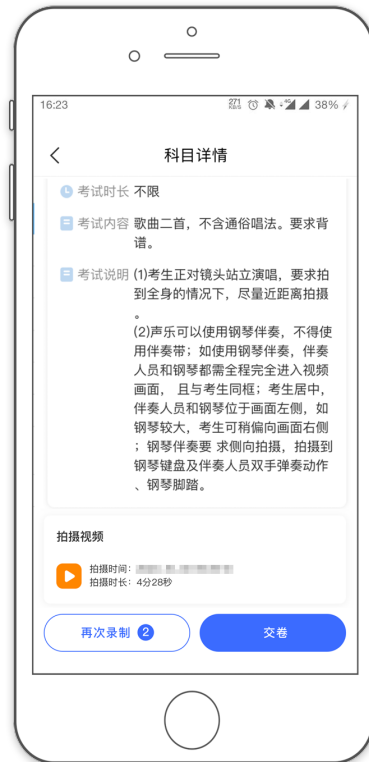 16:23
271
KB/S
4G
38%
科目详情
考试时长 不限
考试内容 歌曲二首，不含通俗唱法。要求背
谱。
考试说明 (1)考生正对镜头站立演唱，要求拍
到全身的情况下，尽量近距离拍摄
。
(2)声乐可以使用钢琴伴奏，不得使
用伴奏带；如使用钢琴伴奏，伴奏
人员和钢琴都需全程完全进入视频
画面， 且与考生同框；考生居中，
伴奏人员和钢琴位于画面左侧，如
钢琴较大，考生可稍偏向画面右侧
；钢琴伴奏要 求侧向拍摄，拍摄到
钢琴键盘及伴奏人员双手弹奏动作
、钢琴脚踏。
拍摄视频
拍摄时间：
拍摄时长：4分28秒
再次录制 2
交卷